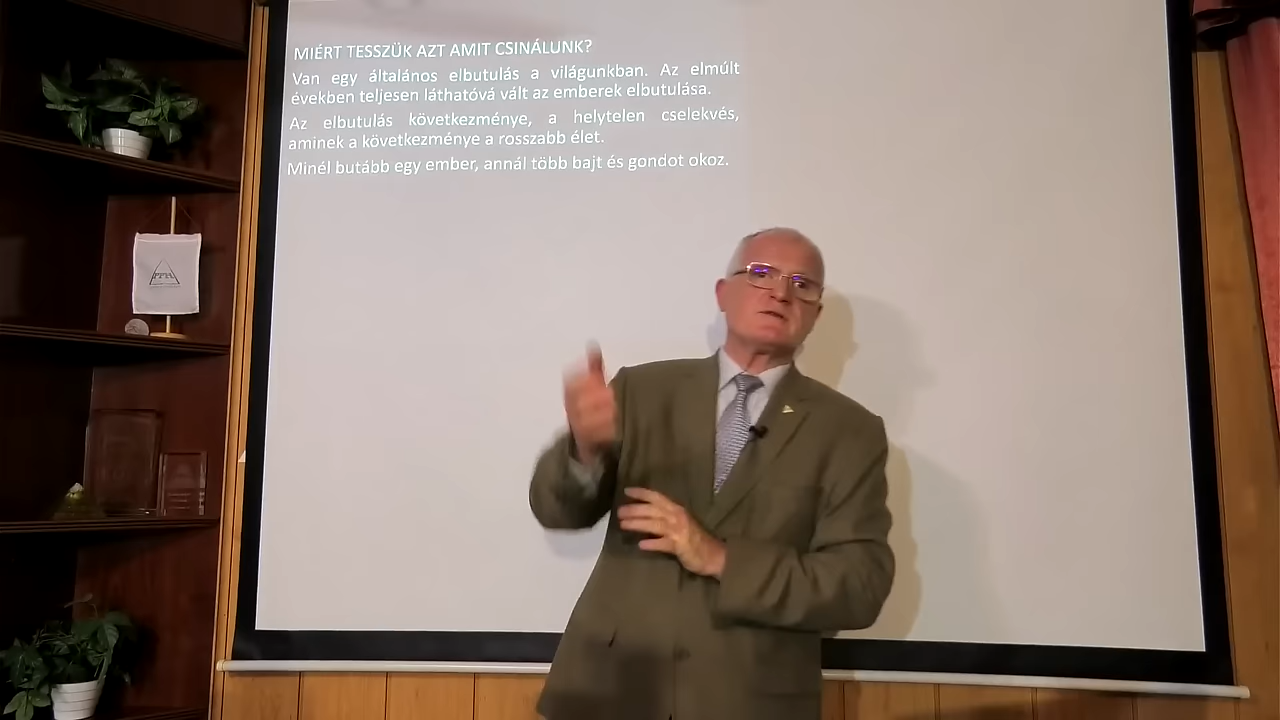 MIÉRT TESSZÜK AZT AMIT CSINÁLUNK?
Van egy általános elbutulás a világunkban. Az elmúlt
években teljesen láthatóvá vált az emberek elbutulása.
Az elbutulás következménye, a helytelen cselekvés,
aminek a következménye a rosszabb élet.
Minél butább egy ember, annál több bajt és gondot okoz.